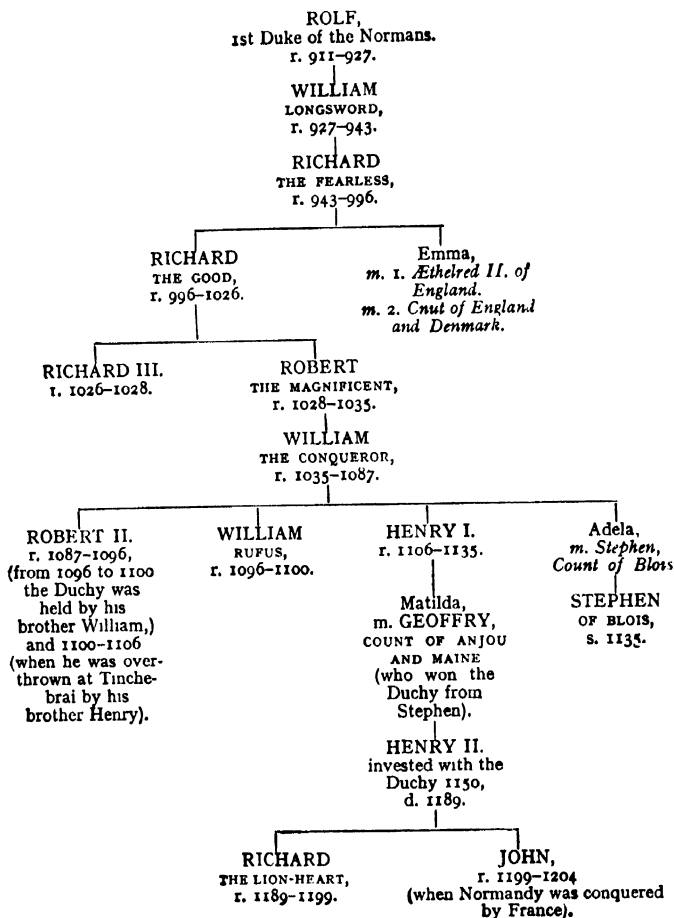 ROLF,
1st Duke of the Normans.
r. 911–927.
WILLIAM
LONGSWORD,
r. 927–943.
RICHARD
THE FEARLESS,
r. 943–996.
RICHARD
THE GOOD,
r. 996–1026.
Emma,
m. 1. Æthelred II. of
England.
m. 2. Cnut of England
and Denmark.
RICHARD III.
r. 1026–1028.
ROBERT
THE MAGNIFICENT,
r. 1028–1035.
WILLIAM
THE CONQUEROR,
r. 1035–1087.
ROBERT II.
r. 1087–1096,
(from 1096 to 1100
the Duchy was
held by his
brother William,)
and 1100–1106
(when he was over-
thrown at Tinche-
brai by his
brother Henry).
WILLIAM
RUFUS,
r. 1096–1100.
HENRY I.
r. 1106–1135.
Matilda,
m. GEOFFRY,
COUNT OF ANJOU
AND MAINE
(who won the
Duchy from
Stephen).
HENRY II.
invested with the
Duchy 1150,
d. 1189.
Adela,
m. Stephen,
Count of Blois
STEPHEN
OF BLOIS,
s. 1135.
RICHARD
THE LION-HEART,
r. 1189–1199.
JOHN,
r. 1199–1204
(when Normandy was conquered
by France).